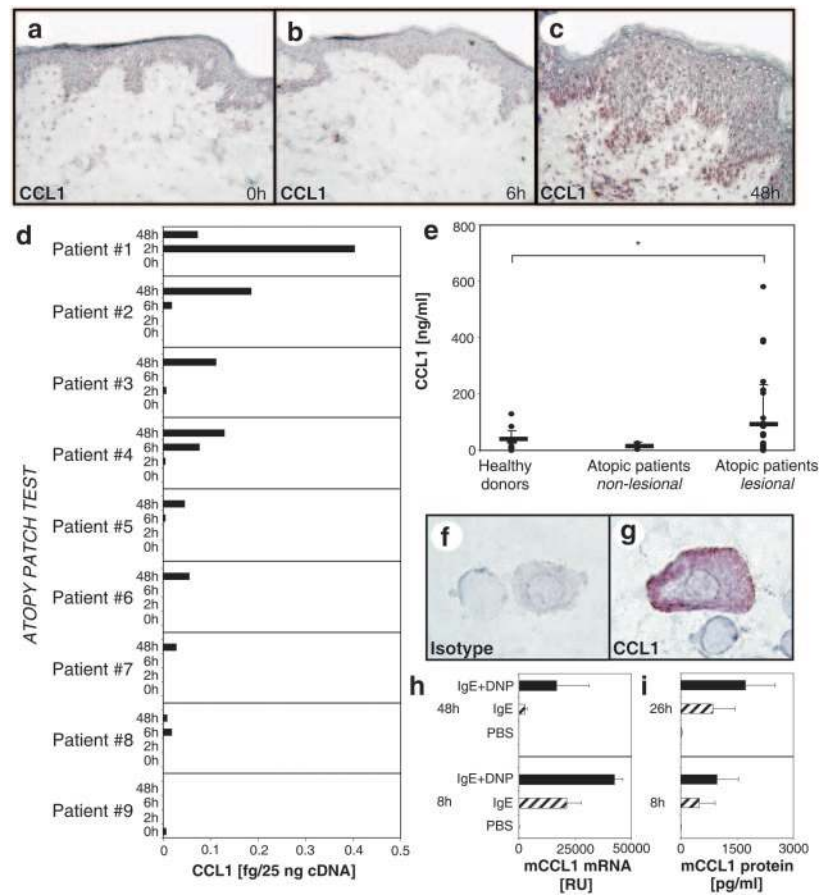 a
b
c
CCL1 0h
CCL1 6h
CCL1 48h
d
ATOPY PATCH TEST
Patient #1
48h
2h
0h
Patient #2
48h
6h
2h
0h
Patient #3
48h
6h
2h
0h
Patient #4
48h
6h
2h
0h
Patient #5
48h
6h
2h
0h
Patient #6
48h
6h
2h
0h
Patient #7
48h
6h
2h
0h
Patient #8
48h
6h
2h
0h
Patient #9
48h
6h
2h
0h
0 0.1 0.2 0.3 0.4 0.5
CCL1 [fg/25 ng cDNA]
e
CCL1 [ng/ml]
800
600
400
200
0
*
Healthy donors
Atopic patients non-lesional
Atopic patients lesional
f
Isotype
g
CCL1
h
48h
IgE+DNP
IgE
PBS
8h
IgE+DNP
IgE
PBS
0 25000 50000
mCCL1 mRNA
[RU]
i
26h
8h
0 1500 3000
mCCL1 protein
[pg/ml]